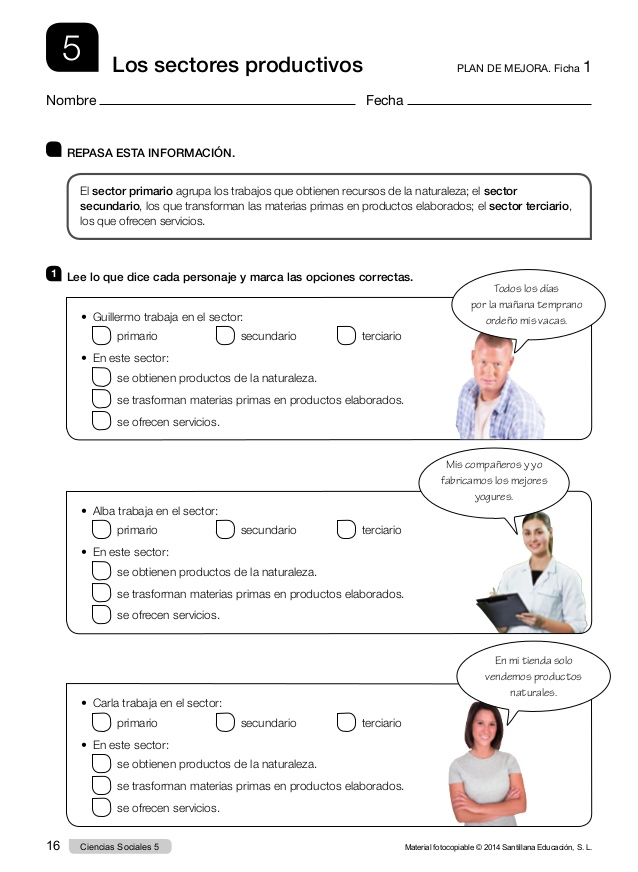 5
Los sectores productivos
PLAN DE MEJORA. Ficha 1
Nombre
Fecha
REPASA ESTA INFORMACIÓN.
El sector primario agrupa los trabajos que obtienen recursos de la naturaleza; el sector
secundario, los que transforman las materias primas en productos elaborados; el sector terciario,
los que ofrecen servicios.
1 Lee lo que dice cada personaje y marca las opciones correctas.
Todos los días
por la mañana temprano
ordeño mis vacas.
• Guillermo trabaja en el sector:
primario secundario terciario
• En este sector:
se obtienen productos de la naturaleza.
se trasforman materias primas en productos elaborados.
se ofrecen servicios.
Mis compañeros y yo
fabricamos los mejores
yogures.
• Alba trabaja en el sector:
primario secundario terciario
• En este sector:
se obtienen productos de la naturaleza.
se trasforman materias primas en productos elaborados.
se ofrecen servicios.
En mi tienda solo
vendemos productos
naturales.
• Carla trabaja en el sector:
primario secundario terciario
• En este sector:
se obtienen productos de la naturaleza.
se trasforman materias primas en productos elaborados.
se ofrecen servicios.
16 Ciencias Sociales 5
Material fotocopiable © 2014 Santillana Educación, S. L.